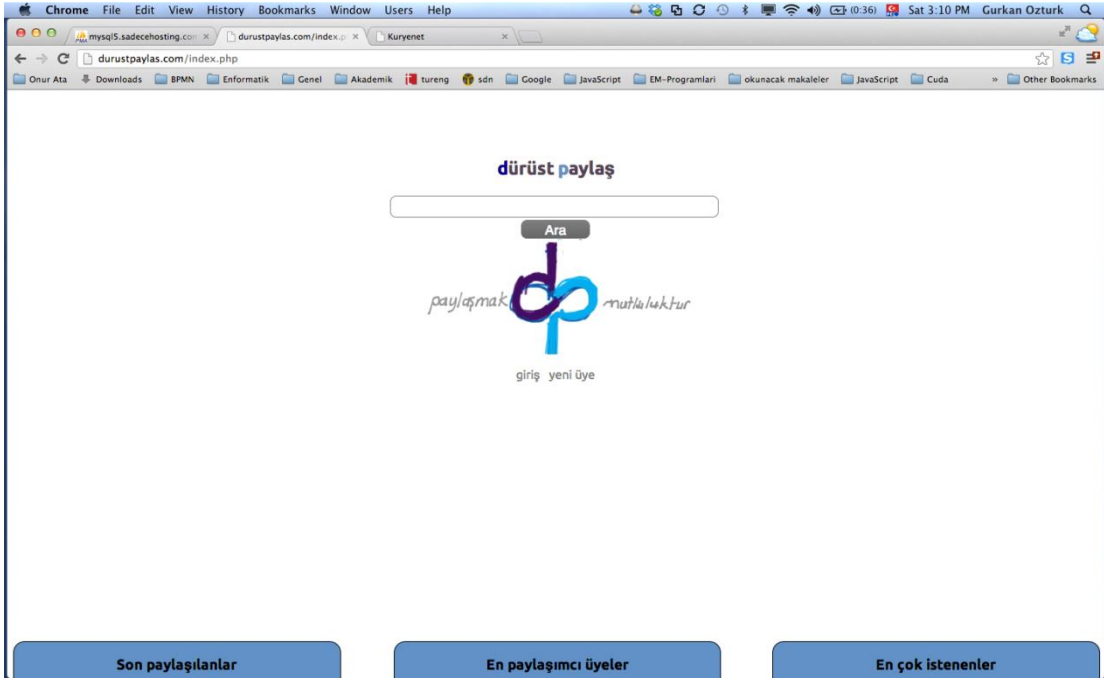 Chrome File Edit View History Bookmarks Window Users Help (0:36) Sat 3:10 PM Gurkan Ozturk
mysql5.sadecehosting.com durustpaylas.com/index.p Kuryenet
durustpaylas.com/index.php
Onur Ata Downloads BPMN Enformatik Genel Akademik tureng sdn Google JavaScript EM-Programlari okunacak makaleler JavaScript Cuda » Other Bookmarks
dürüst paylaş
Ara
paylaşmak dp mutluluktur
giriş yeni üye
Son paylaşılanlar En paylaşımcı üyeler En çok istenenler